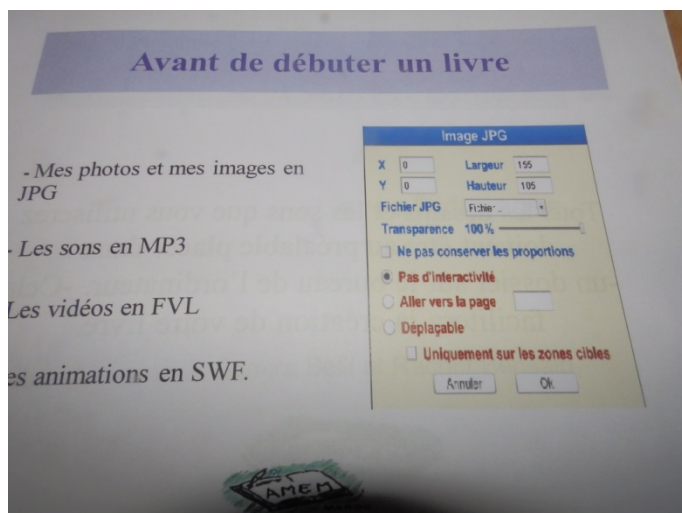 Avant de débuter un livre
- Mes photos et mes images en
JPG
- Les sons en MP3
Les vidéos en FVL
es animations en SWF.
Image JPG
X 0 Largeur 155
Y 0 Hauteur 105
Fichier JPG Fichier...
Transparence 100 %
Ne pas conserver les proportions
Pas d'interactivité
Aller vers la page
Déplaçable
Uniquement sur les zones cibles
Annuler Ok
AMEM